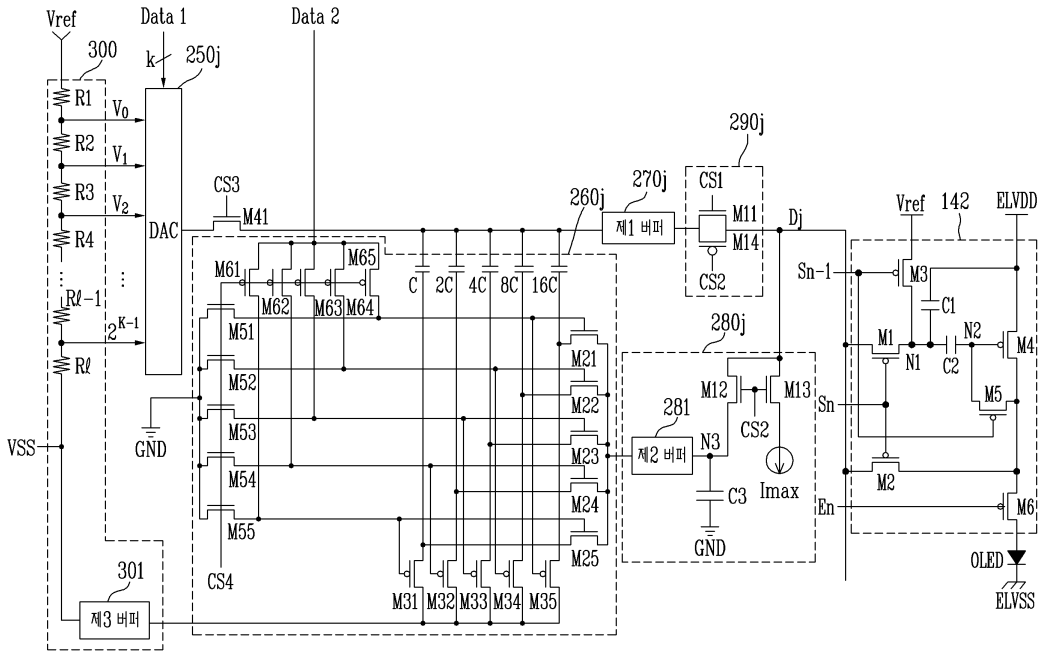 Vref
Data 1
Data 2
300
k
250j
R1
V0
R2
V1
R3
V2
R4
DAC
Rℓ-1
2^K-1
Rℓ
VSS
GND
CS3
M41
260j
270j
제1 버퍼
290j
CS1
M11
M14
CS2
Dj
Vref
142
ELVDD
Sn-1
M3
C1
M1
N1
C2
N2
M4
M5
Sn
M2
En
M6
OLED
ELVSS
M61
M62
M63
M64
M65
C
2C
4C
8C
16C
M51
M52
M53
M54
M55
CS4
M21
M22
M23
M24
M25
M31
M32
M33
M34
M35
280j
281
제2 버퍼
N3
M12
M13
CS2
C3
GND
Imax
301
제3 버퍼